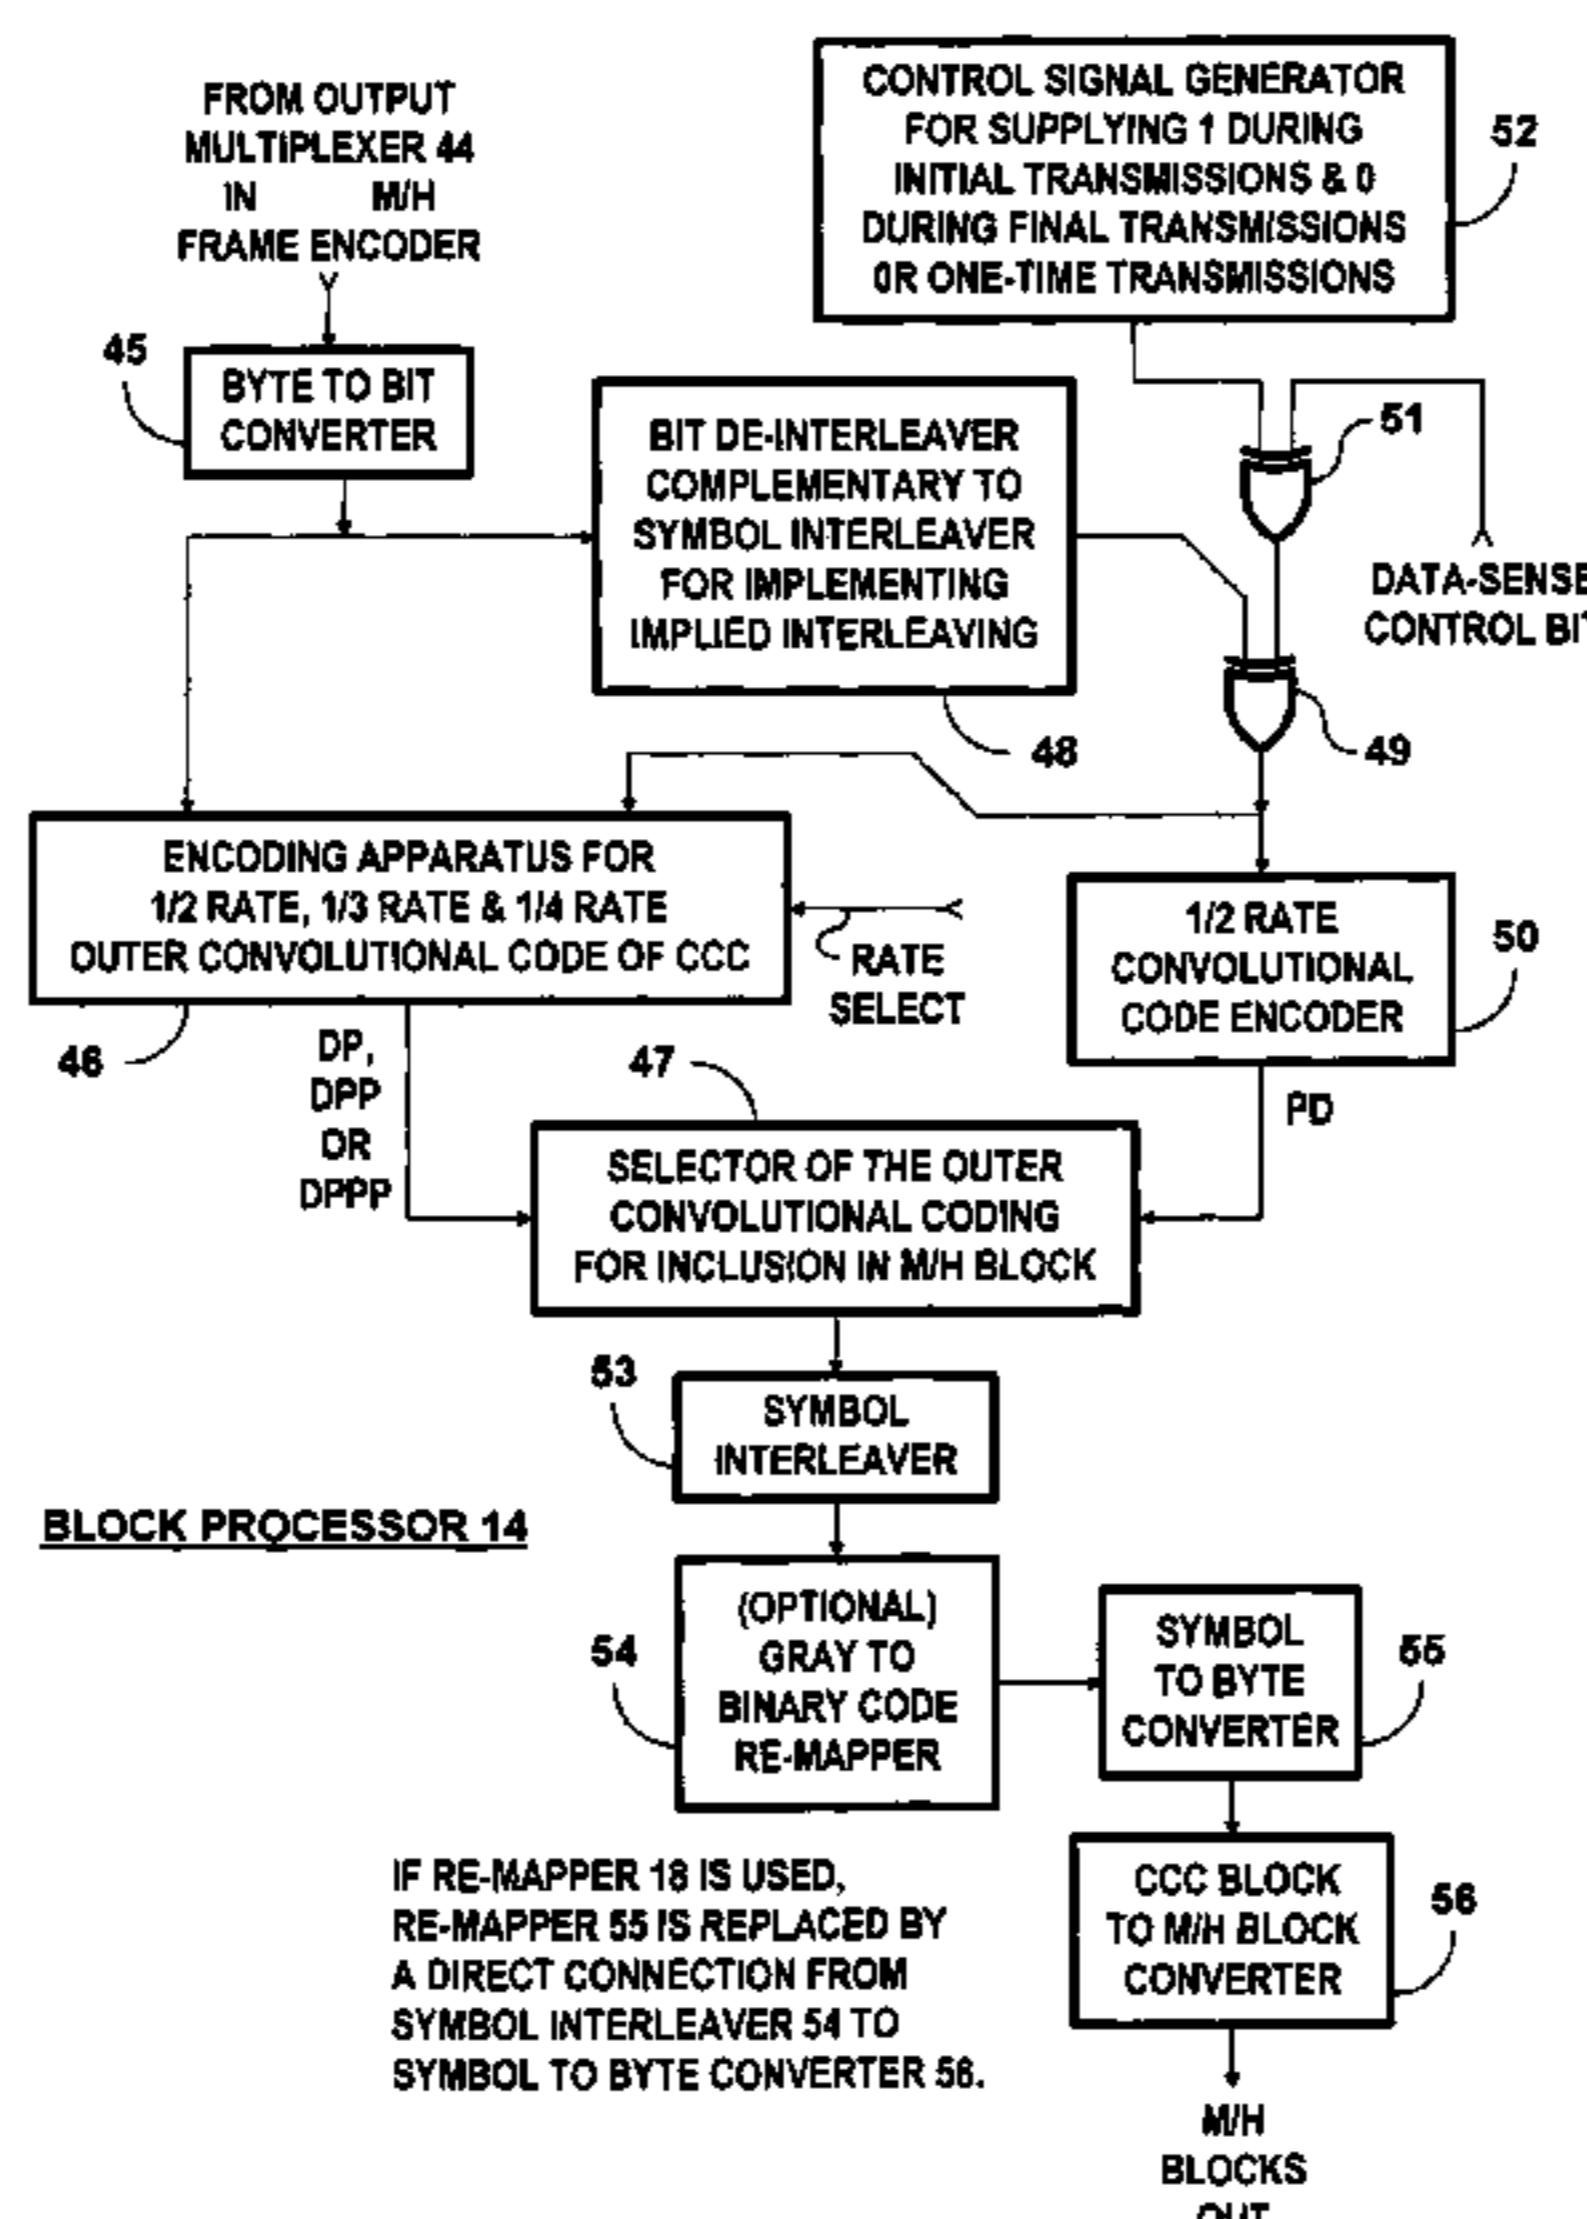 FROM OUTPUT
MULTIPLEXER 44
IN M/H
FRAME ENCODER
CONTROL SIGNAL GENERATOR
FOR SUPPLYING 1 DURING
INITIAL TRANSMISSIONS & 0
DURING FINAL TRANSMISSIONS
0R ONE-TIME TRANSMISSIONS
52
45
BYTE TO BIT
CONVERTER
BIT DE-INTERLEAVER
COMPLEMENTARY TO
SYMBOL INTERLEAVER
FOR IMPLEMENTING
IMPLIED INTERLEAVING
51
DATA-SENSE
CONTROL BIT
48
49
ENCODING APPARATUS FOR
1/2 RATE, 1/3 RATE & 1/4 RATE
OUTER CONVOLUTIONAL CODE OF CCC
RATE
SELECT
1/2 RATE
CONVOLUTIONAL
CODE ENCODER
50
46
DP,
DPP
OR
DPPP
47
PD
SELECTOR OF THE OUTER
CONVOLUTIONAL CODING
FOR INCLUSION IN M/H BLOCK
53
SYMBOL
INTERLEAVER
BLOCK PROCESSOR 14
54
(OPTIONAL)
GRAY TO
BINARY CODE
RE-MAPPER
SYMBOL
TO BYTE
CONVERTER
55
IF RE-MAPPER 18 IS USED,
RE-MAPPER 55 IS REPLACED BY
A DIRECT CONNECTION FROM
SYMBOL INTERLEAVER 54 TO
SYMBOL TO BYTE CONVERTER 56.
CCC BLOCK
TO M/H BLOCK
CONVERTER
56
M/H
BLOCKS
OUT